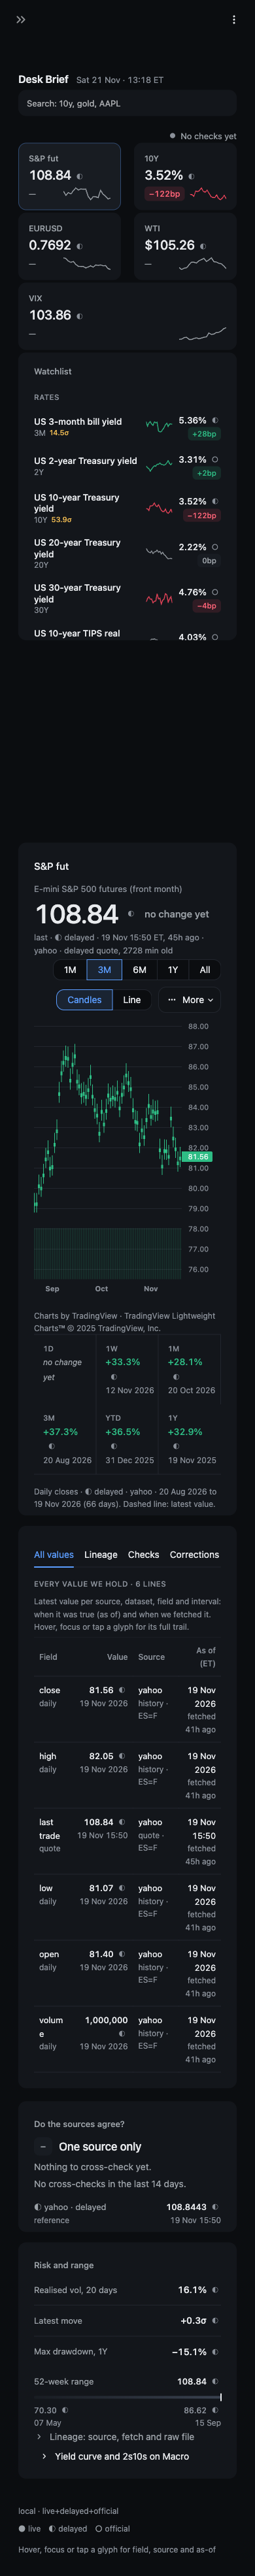 Desk Brief Sat 21 Nov · 13:18 ET
Search: 10y, gold, AAPL
No checks yet
S&P fut
108.84
—
10Y
3.52%
−122bp
EURUSD
0.7692
—
WTI
$105.26
—
VIX
103.86
—
Watchlist
RATES
US 3-month bill yield
3M 14.5σ
5.36%
+28bp
US 2-year Treasury yield
2Y
3.31%
+2bp
US 10-year Treasury
yield
10Y 53.9σ
3.52%
−122bp
US 20-year Treasury
yield
20Y
2.22%
0bp
US 30-year Treasury
yield
30Y
4.76%
−4bp
US 10-year TIPS real
4.03%
S&P fut
E-mini S&P 500 futures (front month)
108.84 no change yet
last · delayed · 19 Nov 15:50 ET, 45h ago ·
yahoo · delayed quote, 2728 min old
1M 3M 6M 1Y All
Candles Line ··· More
88.00
87.00
86.00
85.00
84.00
83.00
82.00
81.56
81.00
80.00
79.00
78.00
77.00
76.00
Sep Oct Nov
Charts by TradingView · TradingView Lightweight
Charts™ © 2025 TradingView, Inc.
1D
no change
yet
1W
+33.3%
12 Nov 2026
1M
+28.1%
20 Oct 2026
3M
+37.3%
20 Aug 2026
YTD
+36.5%
31 Dec 2025
1Y
+32.9%
19 Nov 2025
Daily closes · delayed · yahoo · 20 Aug 2026 to
19 Nov 2026 (66 days). Dashed line: latest value.
All values Lineage Checks Corrections
EVERY VALUE WE HOLD · 6 LINES
Latest value per source, dataset, field and interval:
when it was true (as of) and when we fetched it.
Hover, focus or tap a glyph for its full trail.
Field Value Source As of
(ET)
close 81.56 yahoo 19 Nov
daily 19 Nov 2026 history · 2026
ES=F fetched
41h ago
high 82.05 yahoo 19 Nov
daily 19 Nov 2026 history · 2026
ES=F fetched
41h ago
last 108.84 yahoo 19 Nov
trade 19 Nov 15:50 quote · 15:50
quote ES=F fetched
45h ago
low 81.07 yahoo 19 Nov
daily 19 Nov 2026 history · 2026
ES=F fetched
41h ago
open 81.40 yahoo 19 Nov
daily 19 Nov 2026 history · 2026
ES=F fetched
41h ago
volum 1,000,000 yahoo 19 Nov
e history · 2026
daily 19 Nov 2026 ES=F fetched
41h ago
Do the sources agree?
– One source only
Nothing to cross-check yet.
No cross-checks in the last 14 days.
yahoo · delayed 108.8443
reference 19 Nov 15:50
Risk and range
Realised vol, 20 days 16.1%
Latest move +0.3σ
Max drawdown, 1Y −15.1%
52-week range 108.84
70.30 86.62
07 May 15 Sep
Lineage: source, fetch and raw file
Yield curve and 2s10s on Macro
local · live+delayed+official
live delayed official
Hover, focus or tap a glyph for field, source and as-of